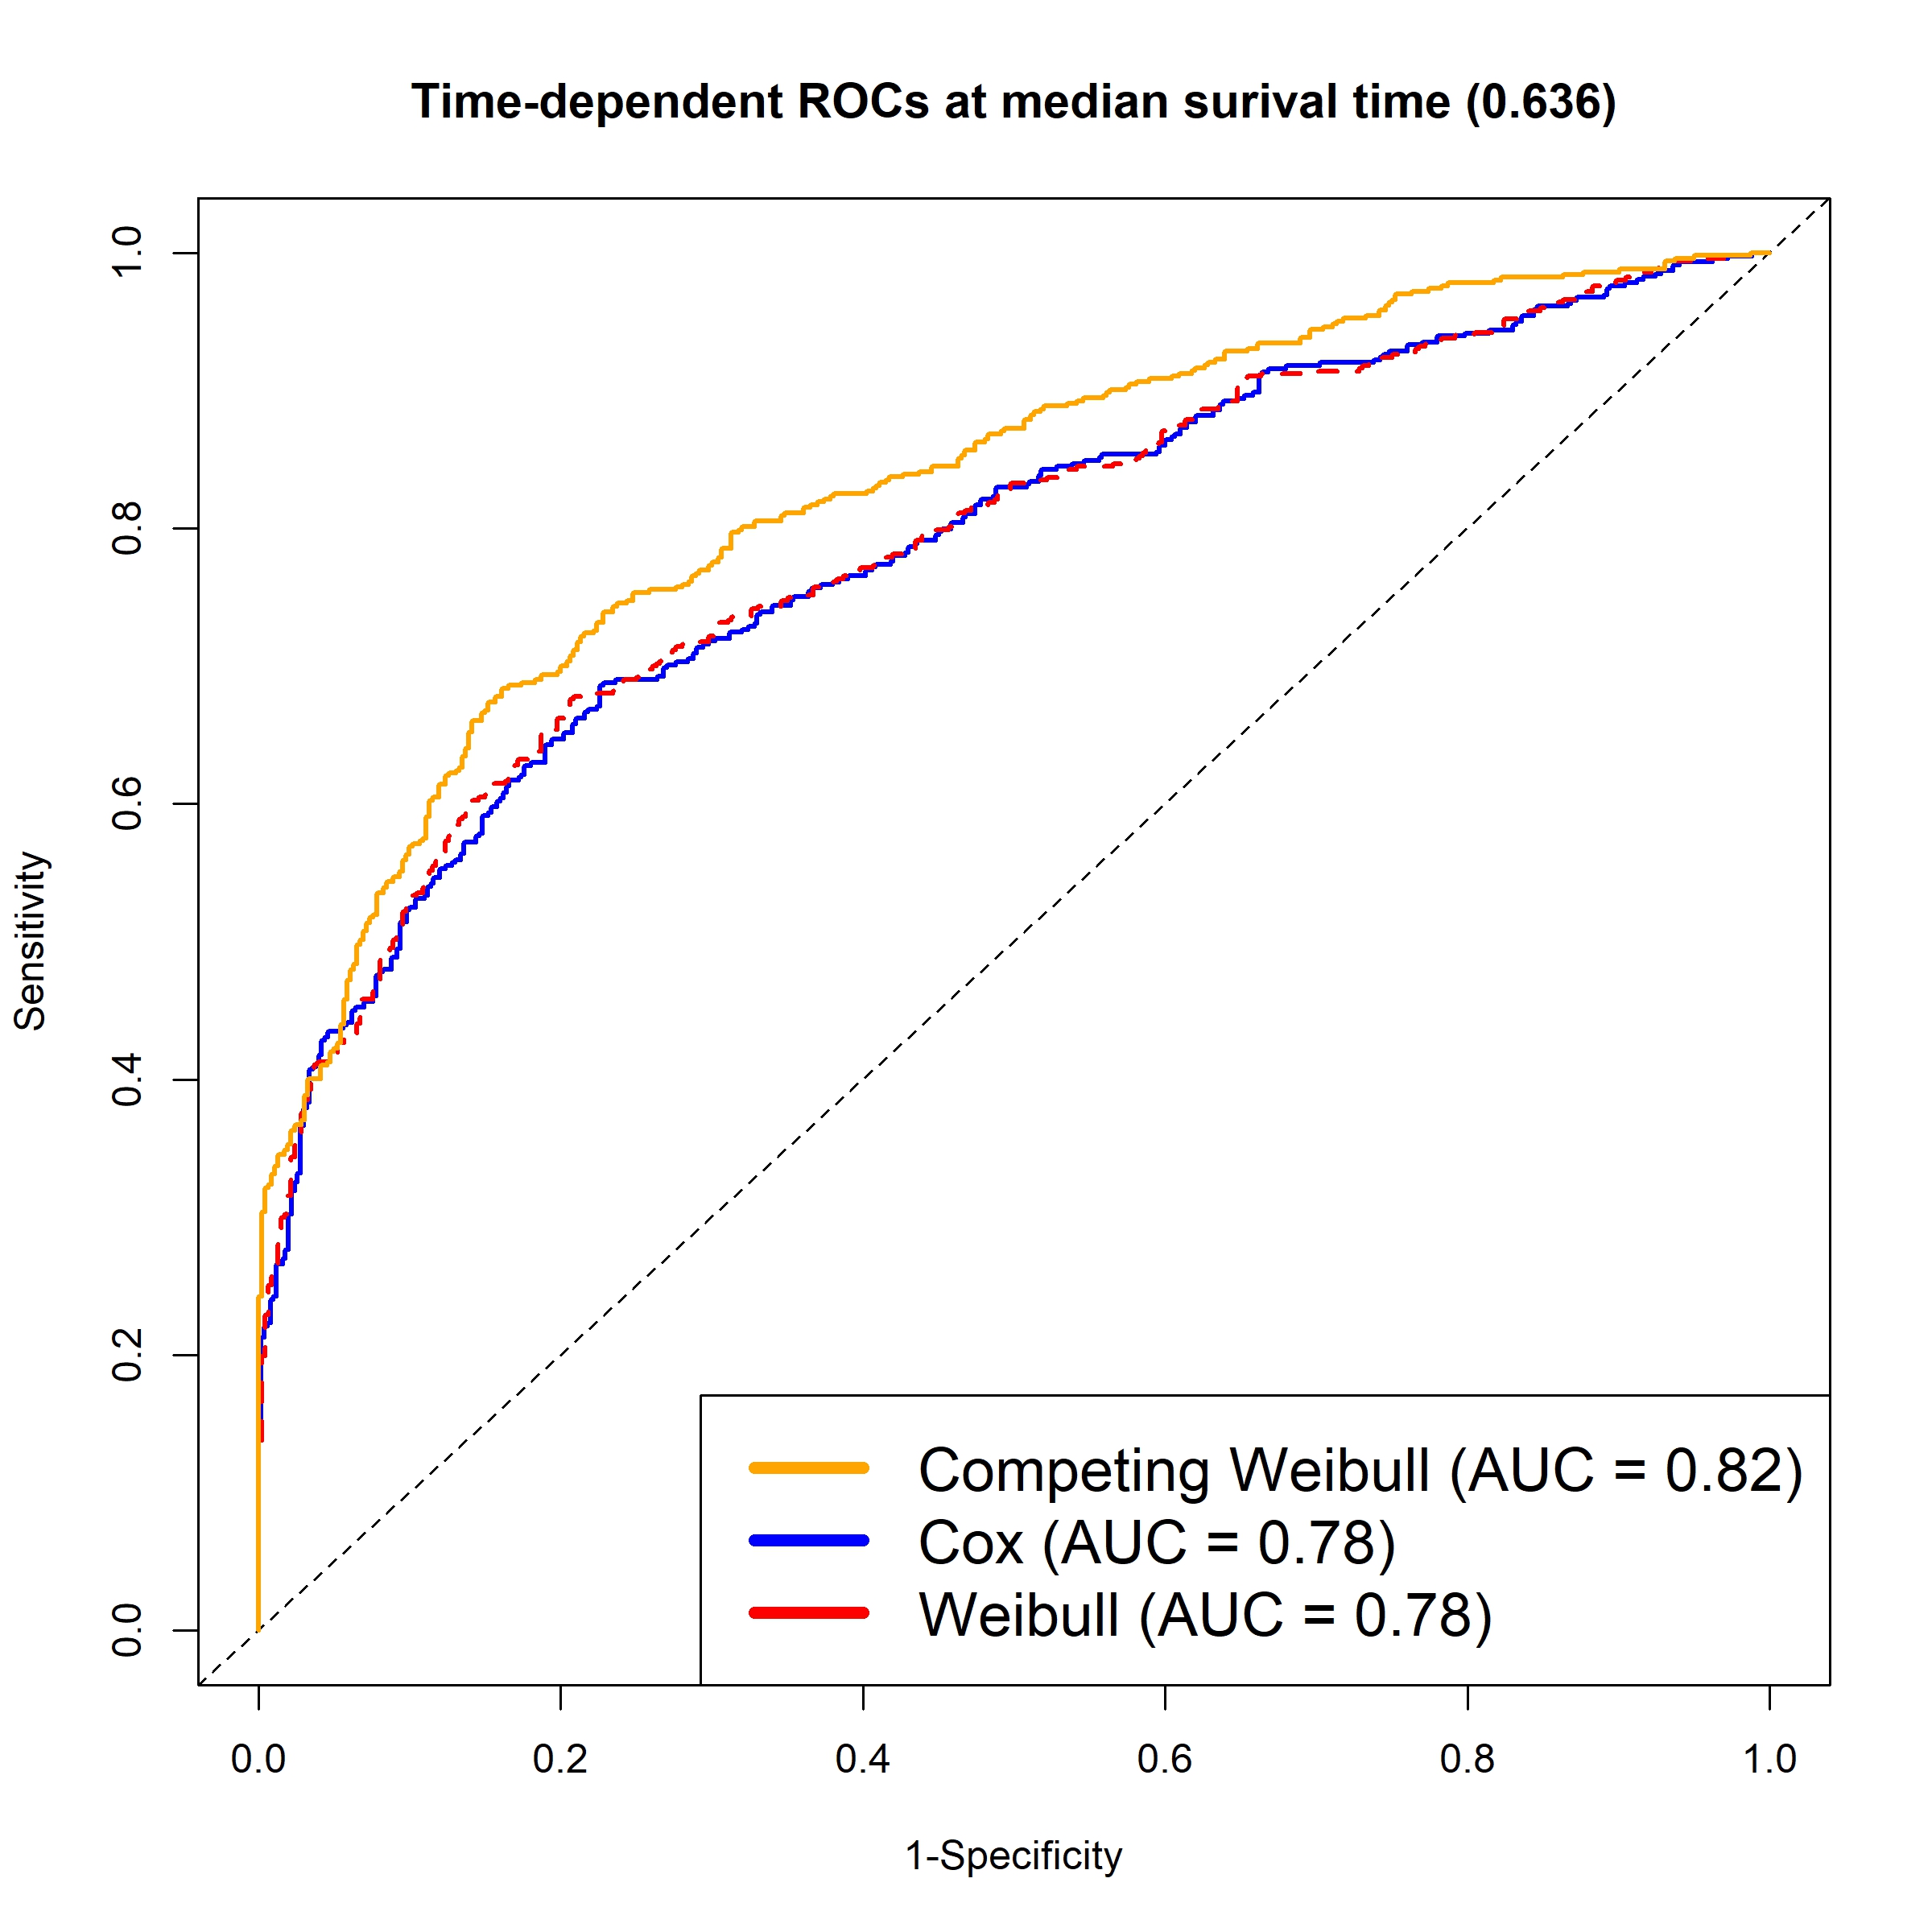 Time-dependent ROCs at median surival time (0.636)
1.0
0.8
0.6
0.4
0.2
0.0
Sensitivity
Competing Weibull (AUC = 0.82)
Cox (AUC = 0.78)
Weibull (AUC = 0.78)
0.0 0.2 0.4 0.6 0.8 1.0
1-Specificity